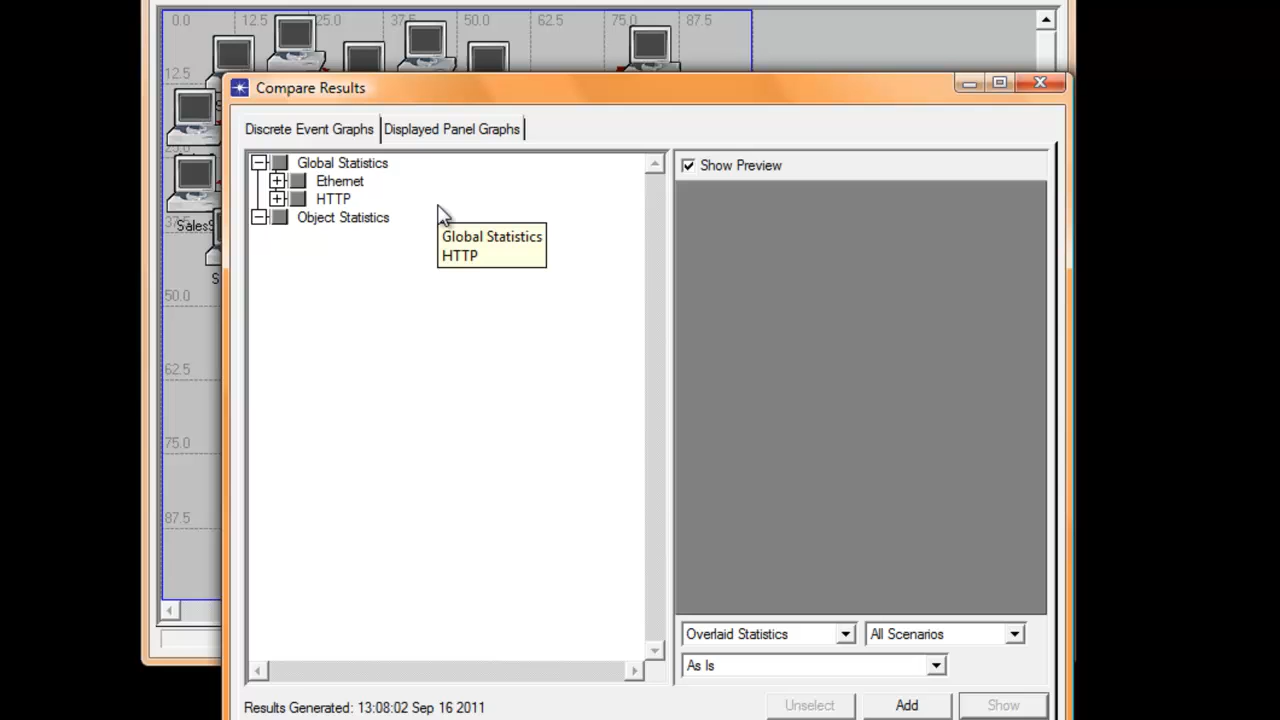 0.0 12.5 25.0 37.5 50.0 62.5 75.0 87.5
12.5
Compare Results
Discrete Event Graphs Displayed Panel Graphs
Global Statistics
Ethernet
HTTP
Object Statistics
Show Preview
Global Statistics
HTTP
50.0
62.5
75.0
87.5
Overlaid Statistics All Scenarios
As Is
Results Generated: 13:08:02 Sep 16 2011
Unselect Add Show